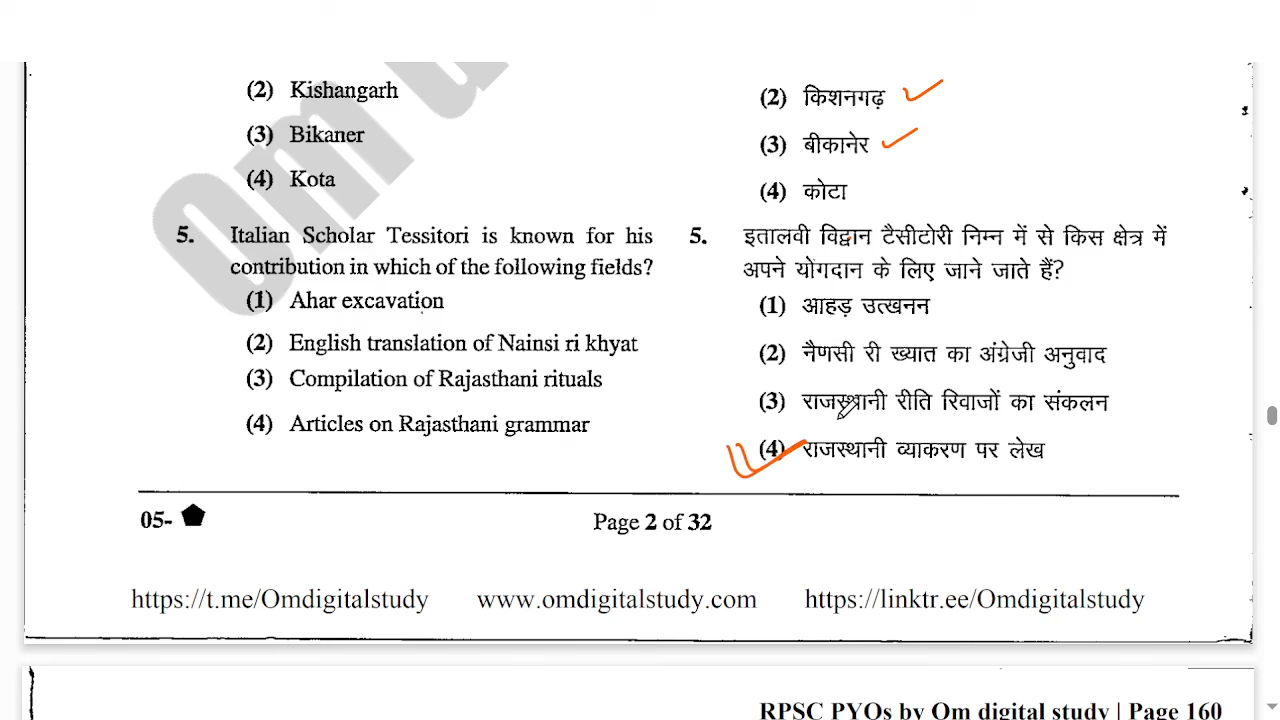 (2) Kishangarh
(3) Bikaner
(4) Kota
5. Italian Scholar Tessitori is known for his
contribution in which of the following fields?
(1) Ahar excavation
(2) English translation of Nainsi ri khyat
(3) Compilation of Rajasthani rituals
(4) Articles on Rajasthani grammar
(2) किशनगढ़
(3) बीकानेर
(4) कोटा
5. इतालवी विद्वान टैसीटोरी निम्न में से किस क्षेत्र में
अपने योगदान के लिए जाने जाते हैं?
(1) आहड़ उत्खनन
(2) नैणसी री ख्यात का अंग्रेजी अनुवाद
(3) राजस्थानी रीति रिवाजों का संकलन
(4) राजस्थानी व्याकरण पर लेख
05-
Page 2 of 32
https://t.me/Omdigitalstudy www.omdigitalstudy.com https://linktr.ee/Omdigitalstudy
RPSC PYQs by Om digital study | Page 160
Om